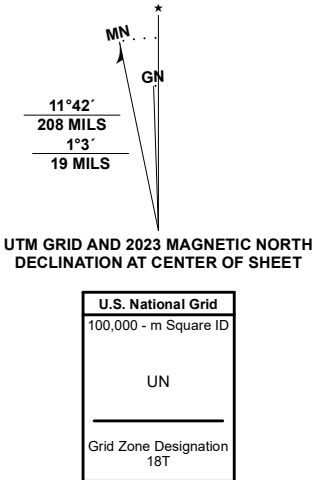 ★
MN
GN
11°42´
208 MILS
1°3´
19 MILS
UTM GRID AND 2023 MAGNETIC NORTH
DECLINATION AT CENTER OF SHEET
U.S. National Grid
100,000 - m Square ID
UN
Grid Zone Designation
18T